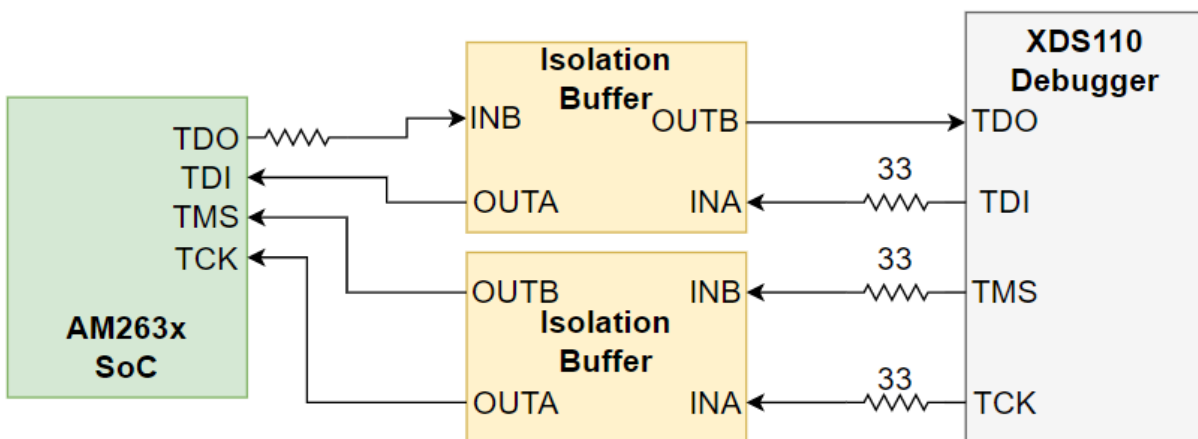 XDS110
Debugger
Isolation
Buffer
INB
OUTB
TDO
TDO
TDI
33
OUTA
INA
TDI
TMS
TCK
33
OUTB
INB
TMS
Isolation
Buffer
AM263x
SoC
33
OUTA
INA
TCK